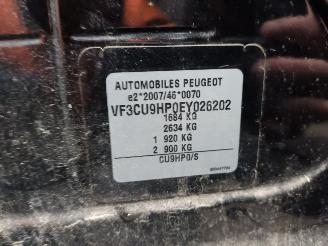 AUTOMOBILES PEUGEOT
e2*2007/46*0070
VF3CU9HP0EY026202
1684 KG
2634 KG
1 920 KG
2 900 KG
CU9HP0/S